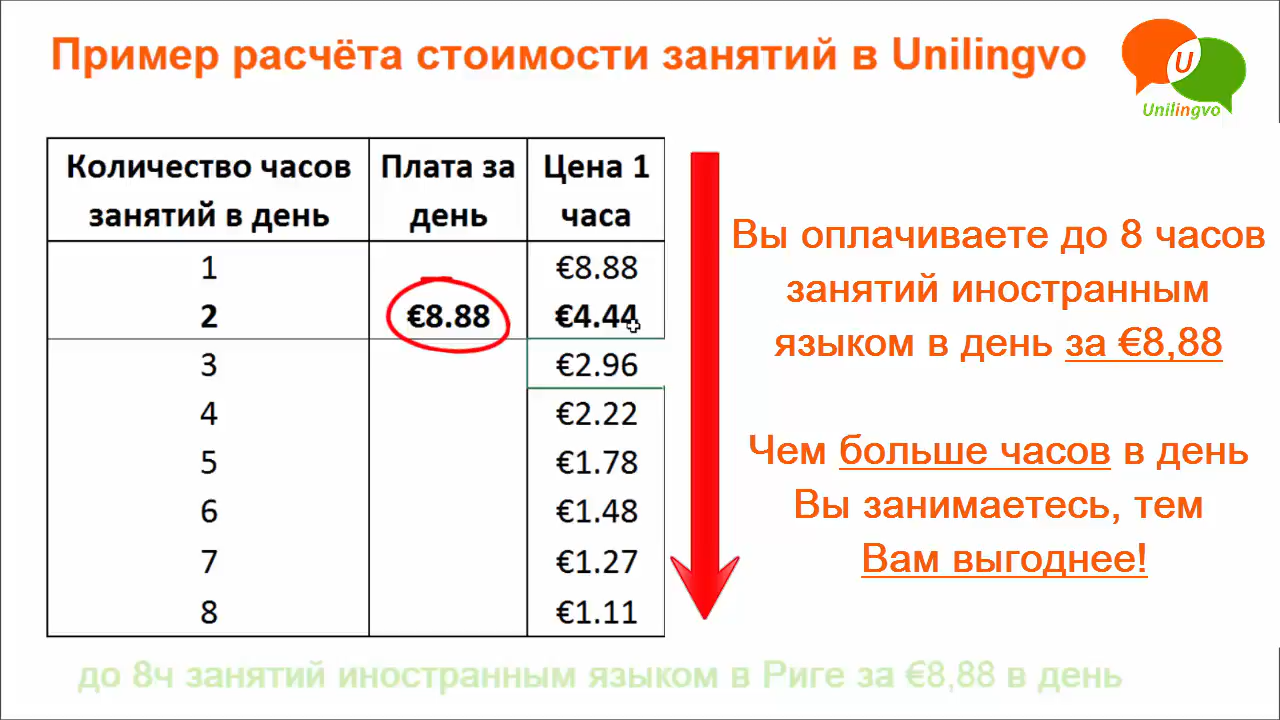 Пример расчёта стоимости занятий в Unilingvo
U
Unilingvo
Количество часов занятий в день Плата за день Цена 1 часа
1 €8.88
2 €8.88 €4.44
3 €2.96
4 €2.22
5 €1.78
6 €1.48
7 €1.27
8 €1.11
Вы оплачиваете до 8 часов
занятий иностранным
языком в день за €8,88
Чем больше часов в день
Вы занимаетесь, тем
Вам выгоднее!
до 8ч занятий иностранным языком в Риге за €8,88 в день